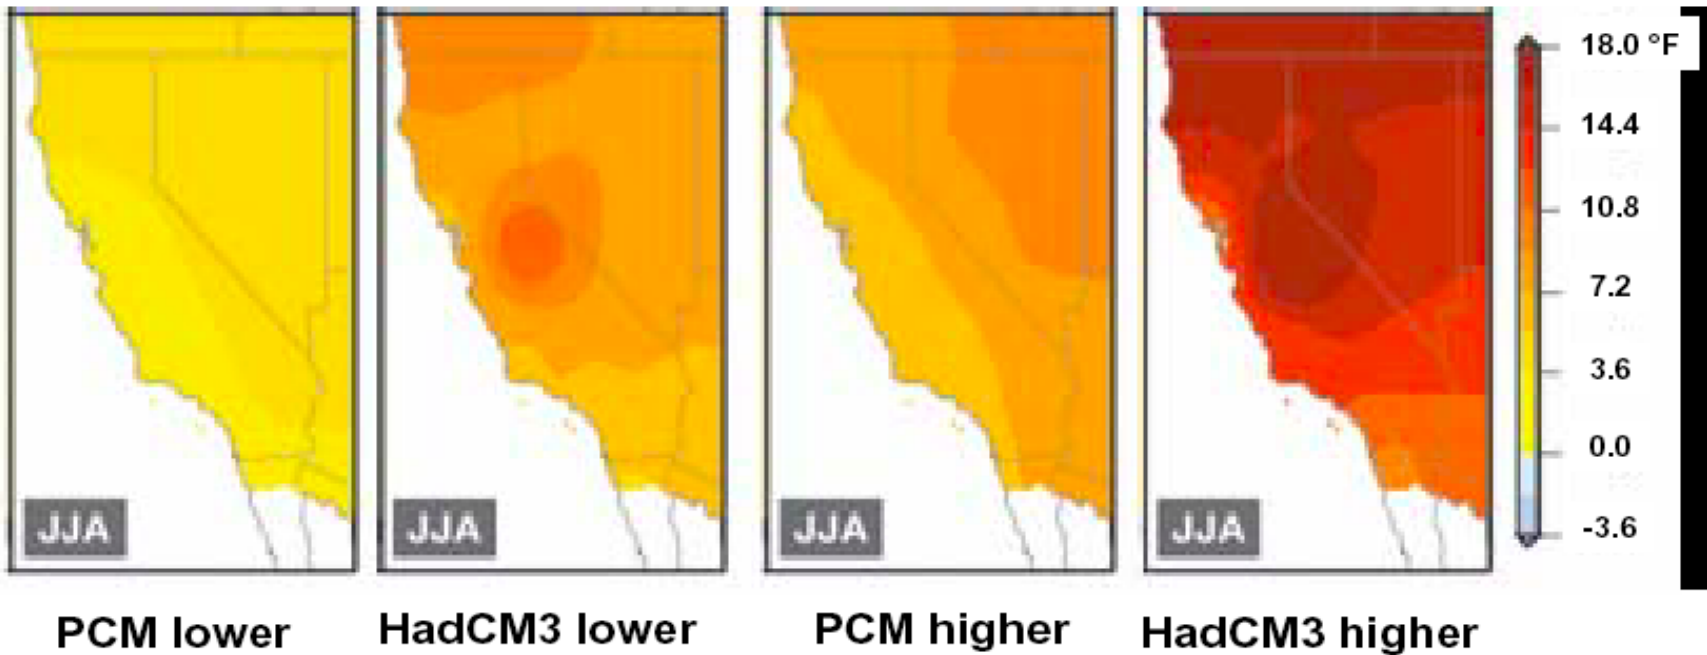 18.0 °F
14.4
10.8
7.2
3.6
0.0
-3.6
JJA
JJA
JJA
JJA
PCM lower
HadCM3 lower
PCM higher
HadCM3 higher